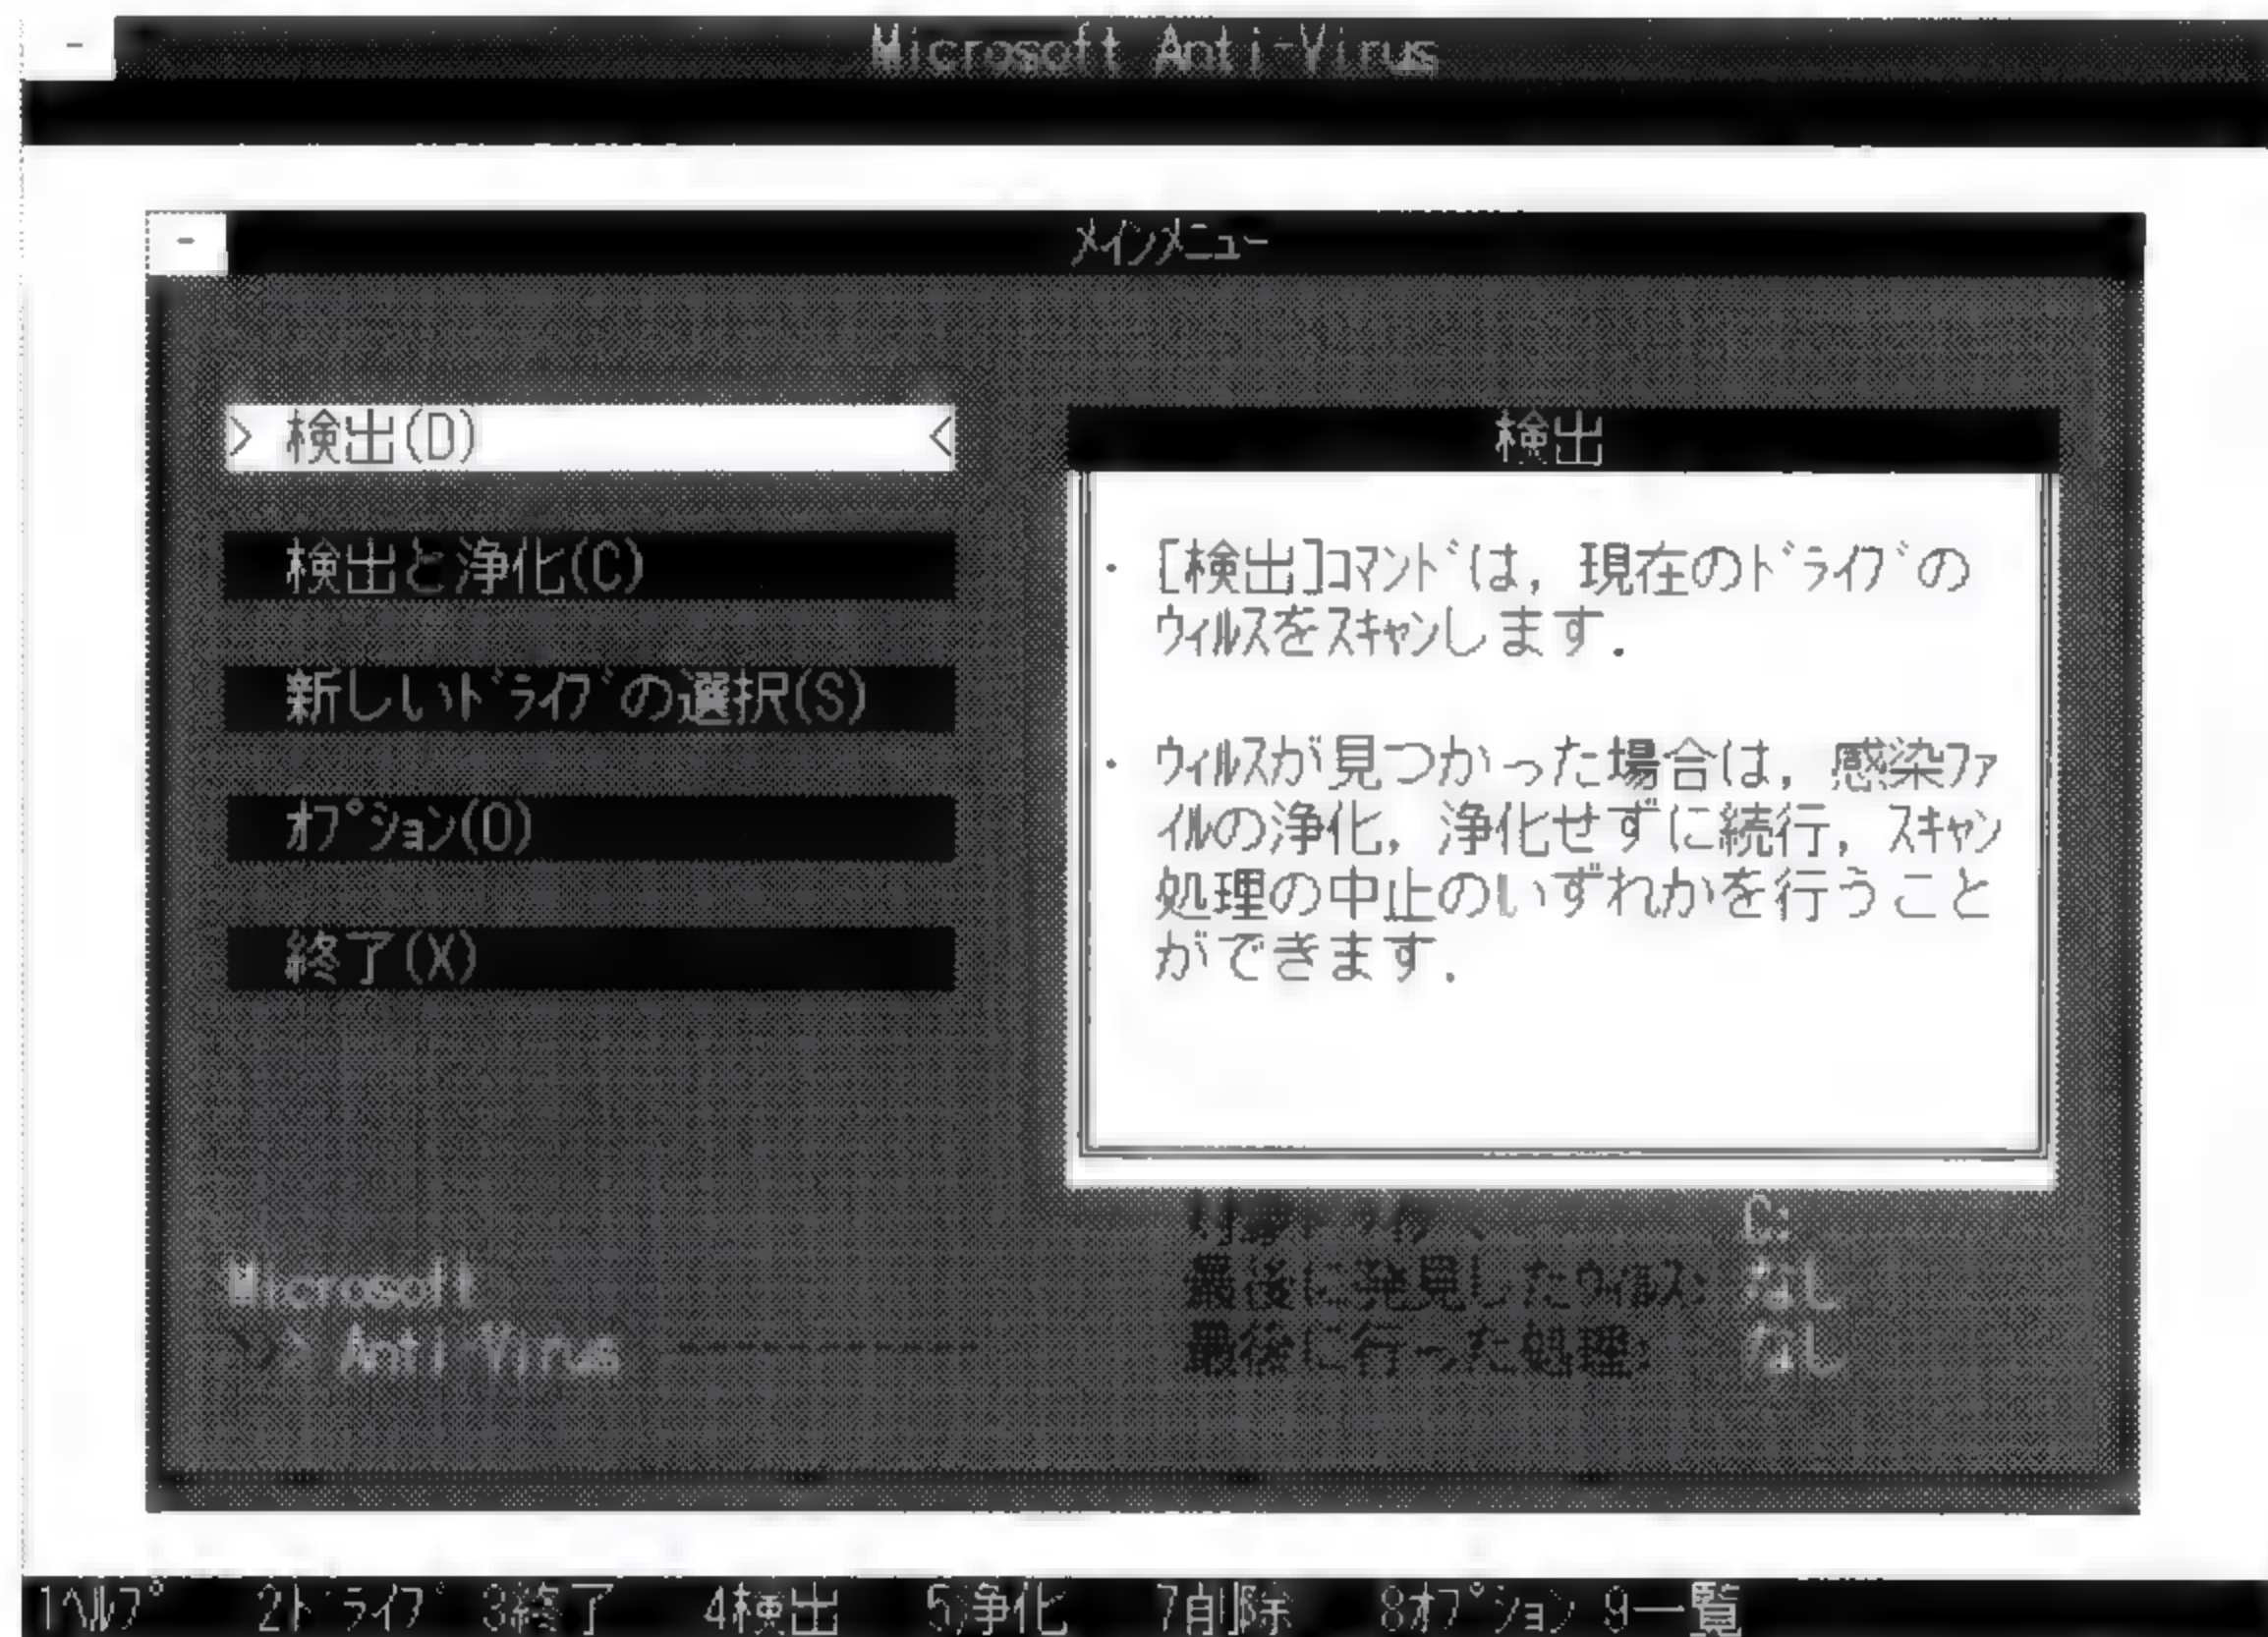 Microsoft Anti-Virus
メインメニュー
> 検出(D) <
検出と浄化(C)
新しいドライブの選択(S)
オプション(O)
終了(X)
検出
・ [検出]コマンドは，現在のドライブの
ウィルスをスキャンします．
・ ウィルスが見つかった場合は，感染ファ
イルの浄化，浄化せずに続行，スキャン
処理の中止のいずれかを行うこと
ができます．
C:
最後に発見したウィルス: なし
最後に行った処理: なし
Microsoft
>> Anti-Virus
1ヘルプ 2ドライブ 3終了 4検出 5浄化 7削除 8オプション 9一覧